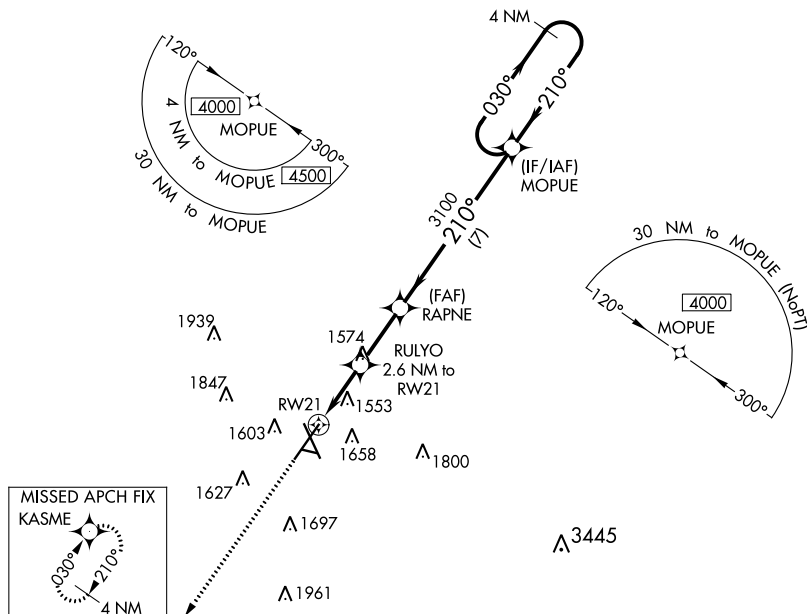 4 NM
030°
210°
(IF/IAF)
MOPUE
120°
4000
MOPUE
300°
4 NM to MOPUE
4500
30 NM to MOPUE
3100
210°
(7)
(FAF)
RAPNE
30 NM to MOPUE (NoPT)
120°
4000
MOPUE
300°
1939
1574
RULYO
2.6 NM to
RW21
1847
1553
RW21
1603
1658
1800
1627
MISSED APCH FIX
KASME
030°
210°
4 NM
1697
3445
1961